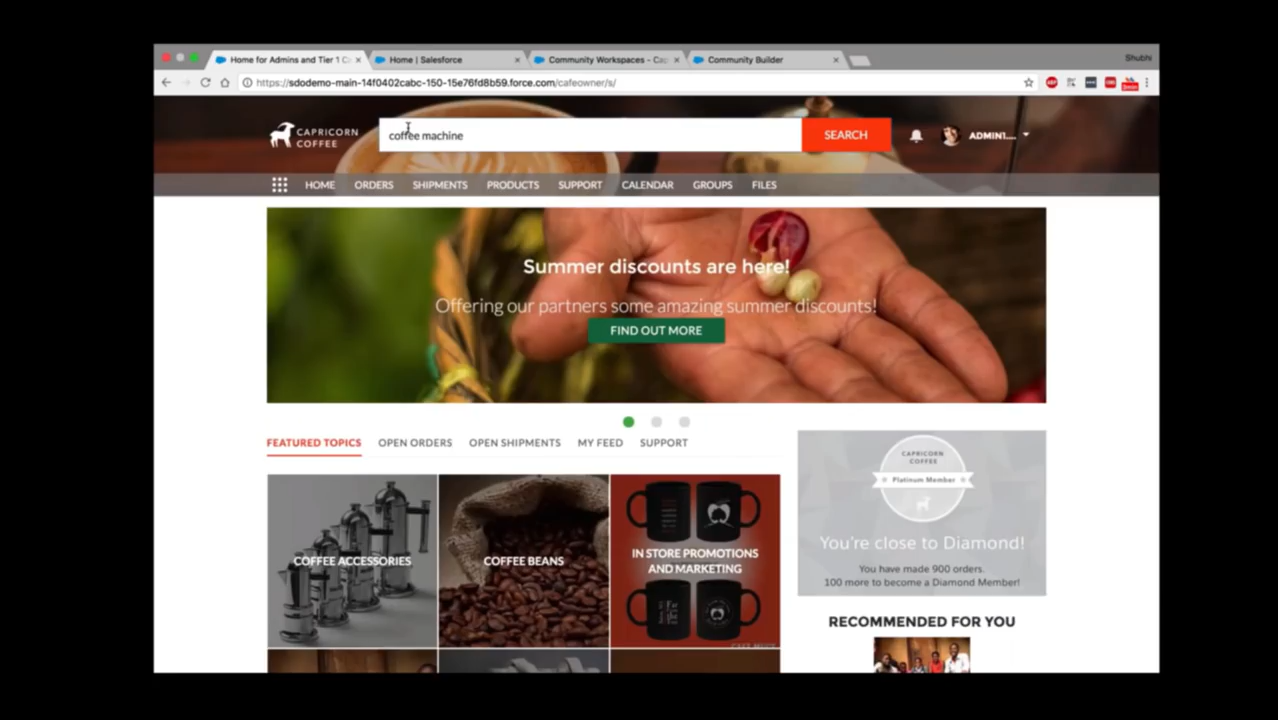 Home for Admins and Tier 1 C
Home | Salesforce
Community Workspaces - Ca
Community Builder
Shubhi
https://sdodemo-main-14f0402cabc-150-15e76fd8b59.force.com/cafeowner/s/
CAPRICORN
COFFEE
coffee machine
SEARCH
ADMIN1....
HOME
ORDERS
SHIPMENTS
PRODUCTS
SUPPORT
CALENDAR
GROUPS
FILES
Summer discounts are here!
Offering our partners some amazing summer discounts!
FIND OUT MORE
FEATURED TOPICS
OPEN ORDERS
OPEN SHIPMENTS
MY FEED
SUPPORT
COFFEE ACCESSORIES
COFFEE BEANS
IN STORE PROMOTIONS
AND MARKETING
CAPRICORN
COFFEE
Platinum Member
You're close to Diamond!
You have made 900 orders.
100 more to become a Diamond Member!
RECOMMENDED FOR YOU